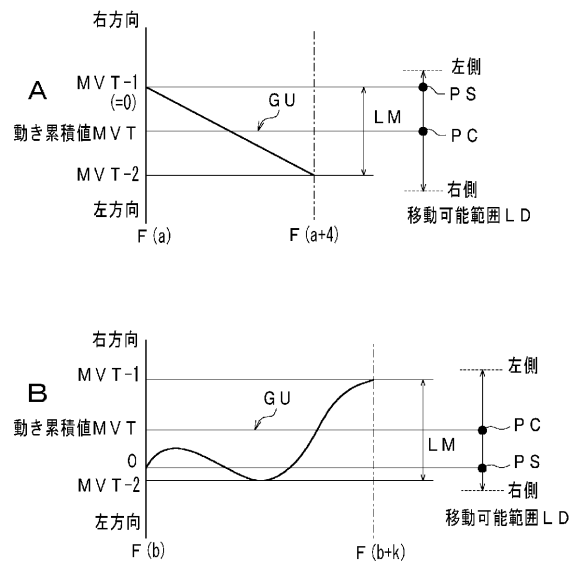 右方向
A
MVT-1
(=0)
GU
動き累積値MVT
LM
MVT-2
左方向
F(a)
F(a+4)
左側
PS
PC
右側
移動可能範囲LD
右方向
B
MVT-1
GU
動き累積値MVT
LM
0
MVT-2
左方向
F(b)
F(b+k)
左側
PC
PS
右側
移動可能範囲LD